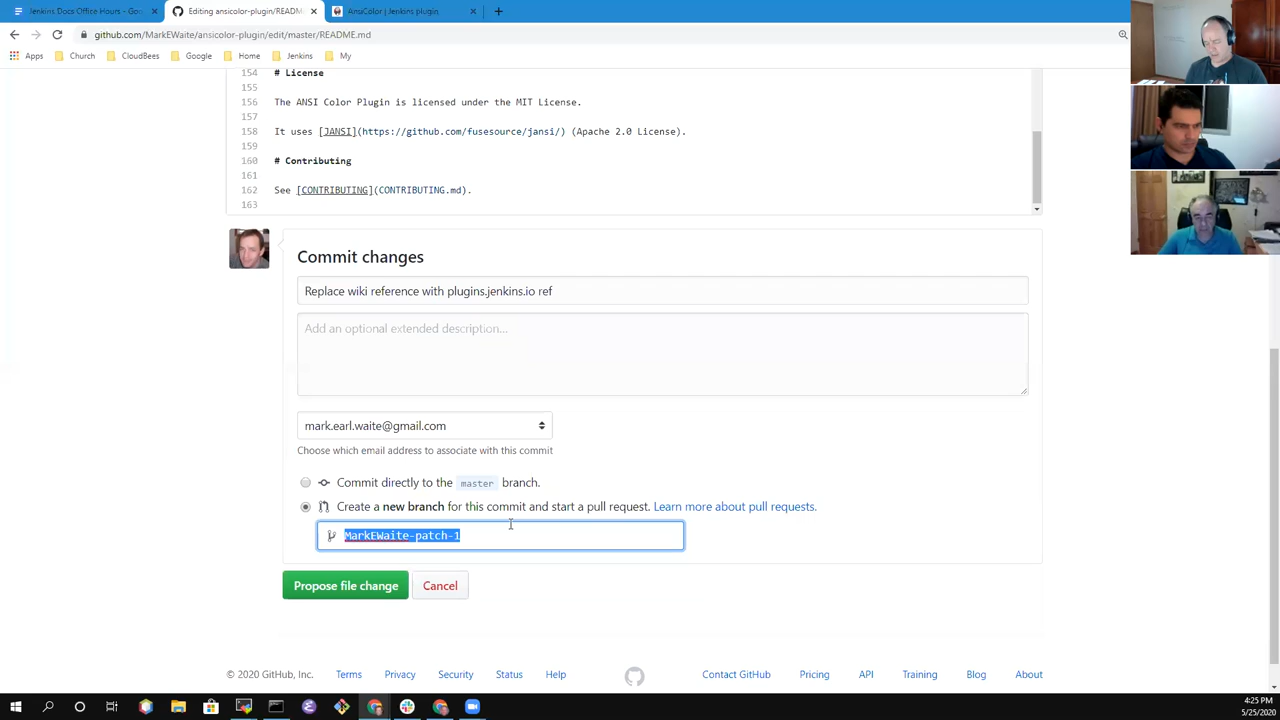 Jenkins Docs Office Hours - Goo
Editing ansicolor-plugin/READM
AnsiColor | Jenkins plugin
github.com/MarkEWaite/ansicolor-plugin/edit/master/README.md
Apps
Church
CloudBees
Google
Home
Jenkins
My
154 # License
155
156 The ANSI Color Plugin is licensed under the MIT License.
157
158 It uses [JANSI](https://github.com/fusesource/jansi/) (Apache 2.0 License).
159
160 # Contributing
161
162 See [CONTRIBUTING](CONTRIBUTING.md).
163
Commit changes
Replace wiki reference with plugins.jenkins.io ref
Add an optional extended description…
mark.earl.waite@gmail.com
Choose which email address to associate with this commit
Commit directly to the master branch.
Create a new branch for this commit and start a pull request. Learn more about pull requests.
MarkEWaite-patch-1
Propose file change
Cancel
© 2020 GitHub, Inc.
Terms
Privacy
Security
Status
Help
Contact GitHub
Pricing
API
Training
Blog
About
4:25 PM
5/25/2020